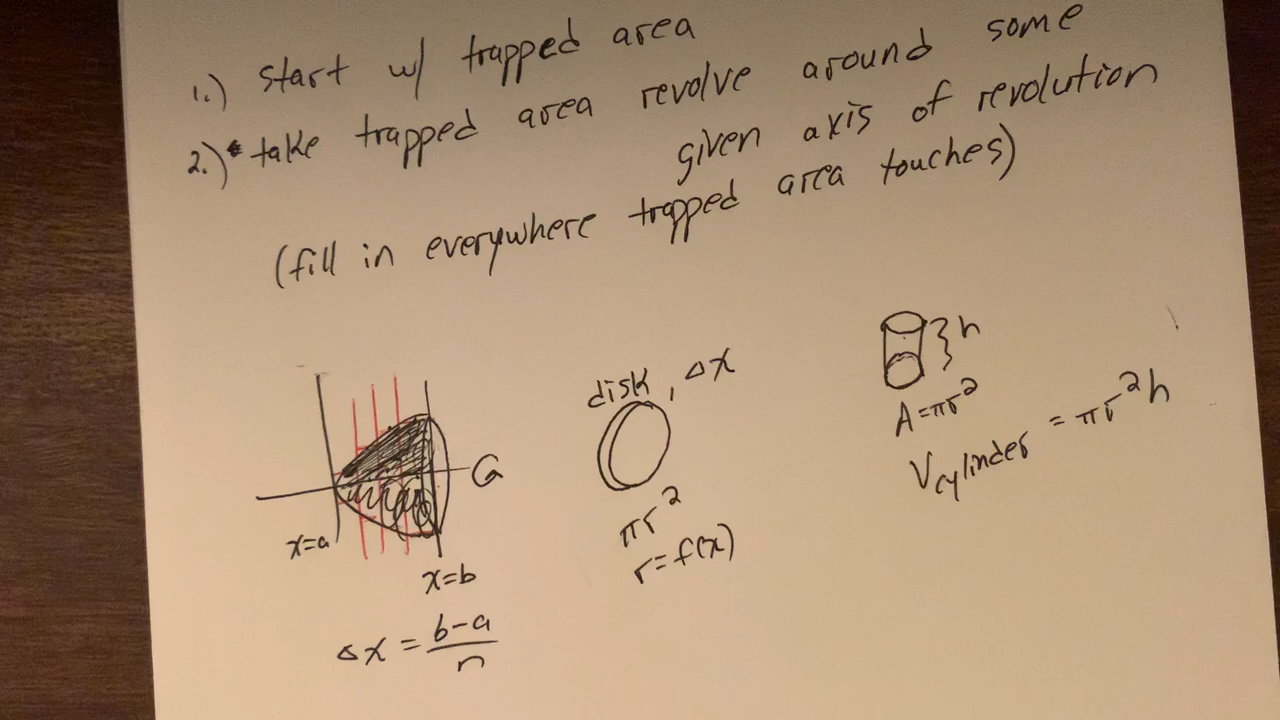 1.) start w/ trapped area
2.) take trapped area revolve around some
given axis of revolution
(fill in everywhere trapped area touches)
x=a
x=b
Δx = b-a
n
disk, Δx
πr²
r=f(x)
h
A=πr²
Vcylinder = πr²h